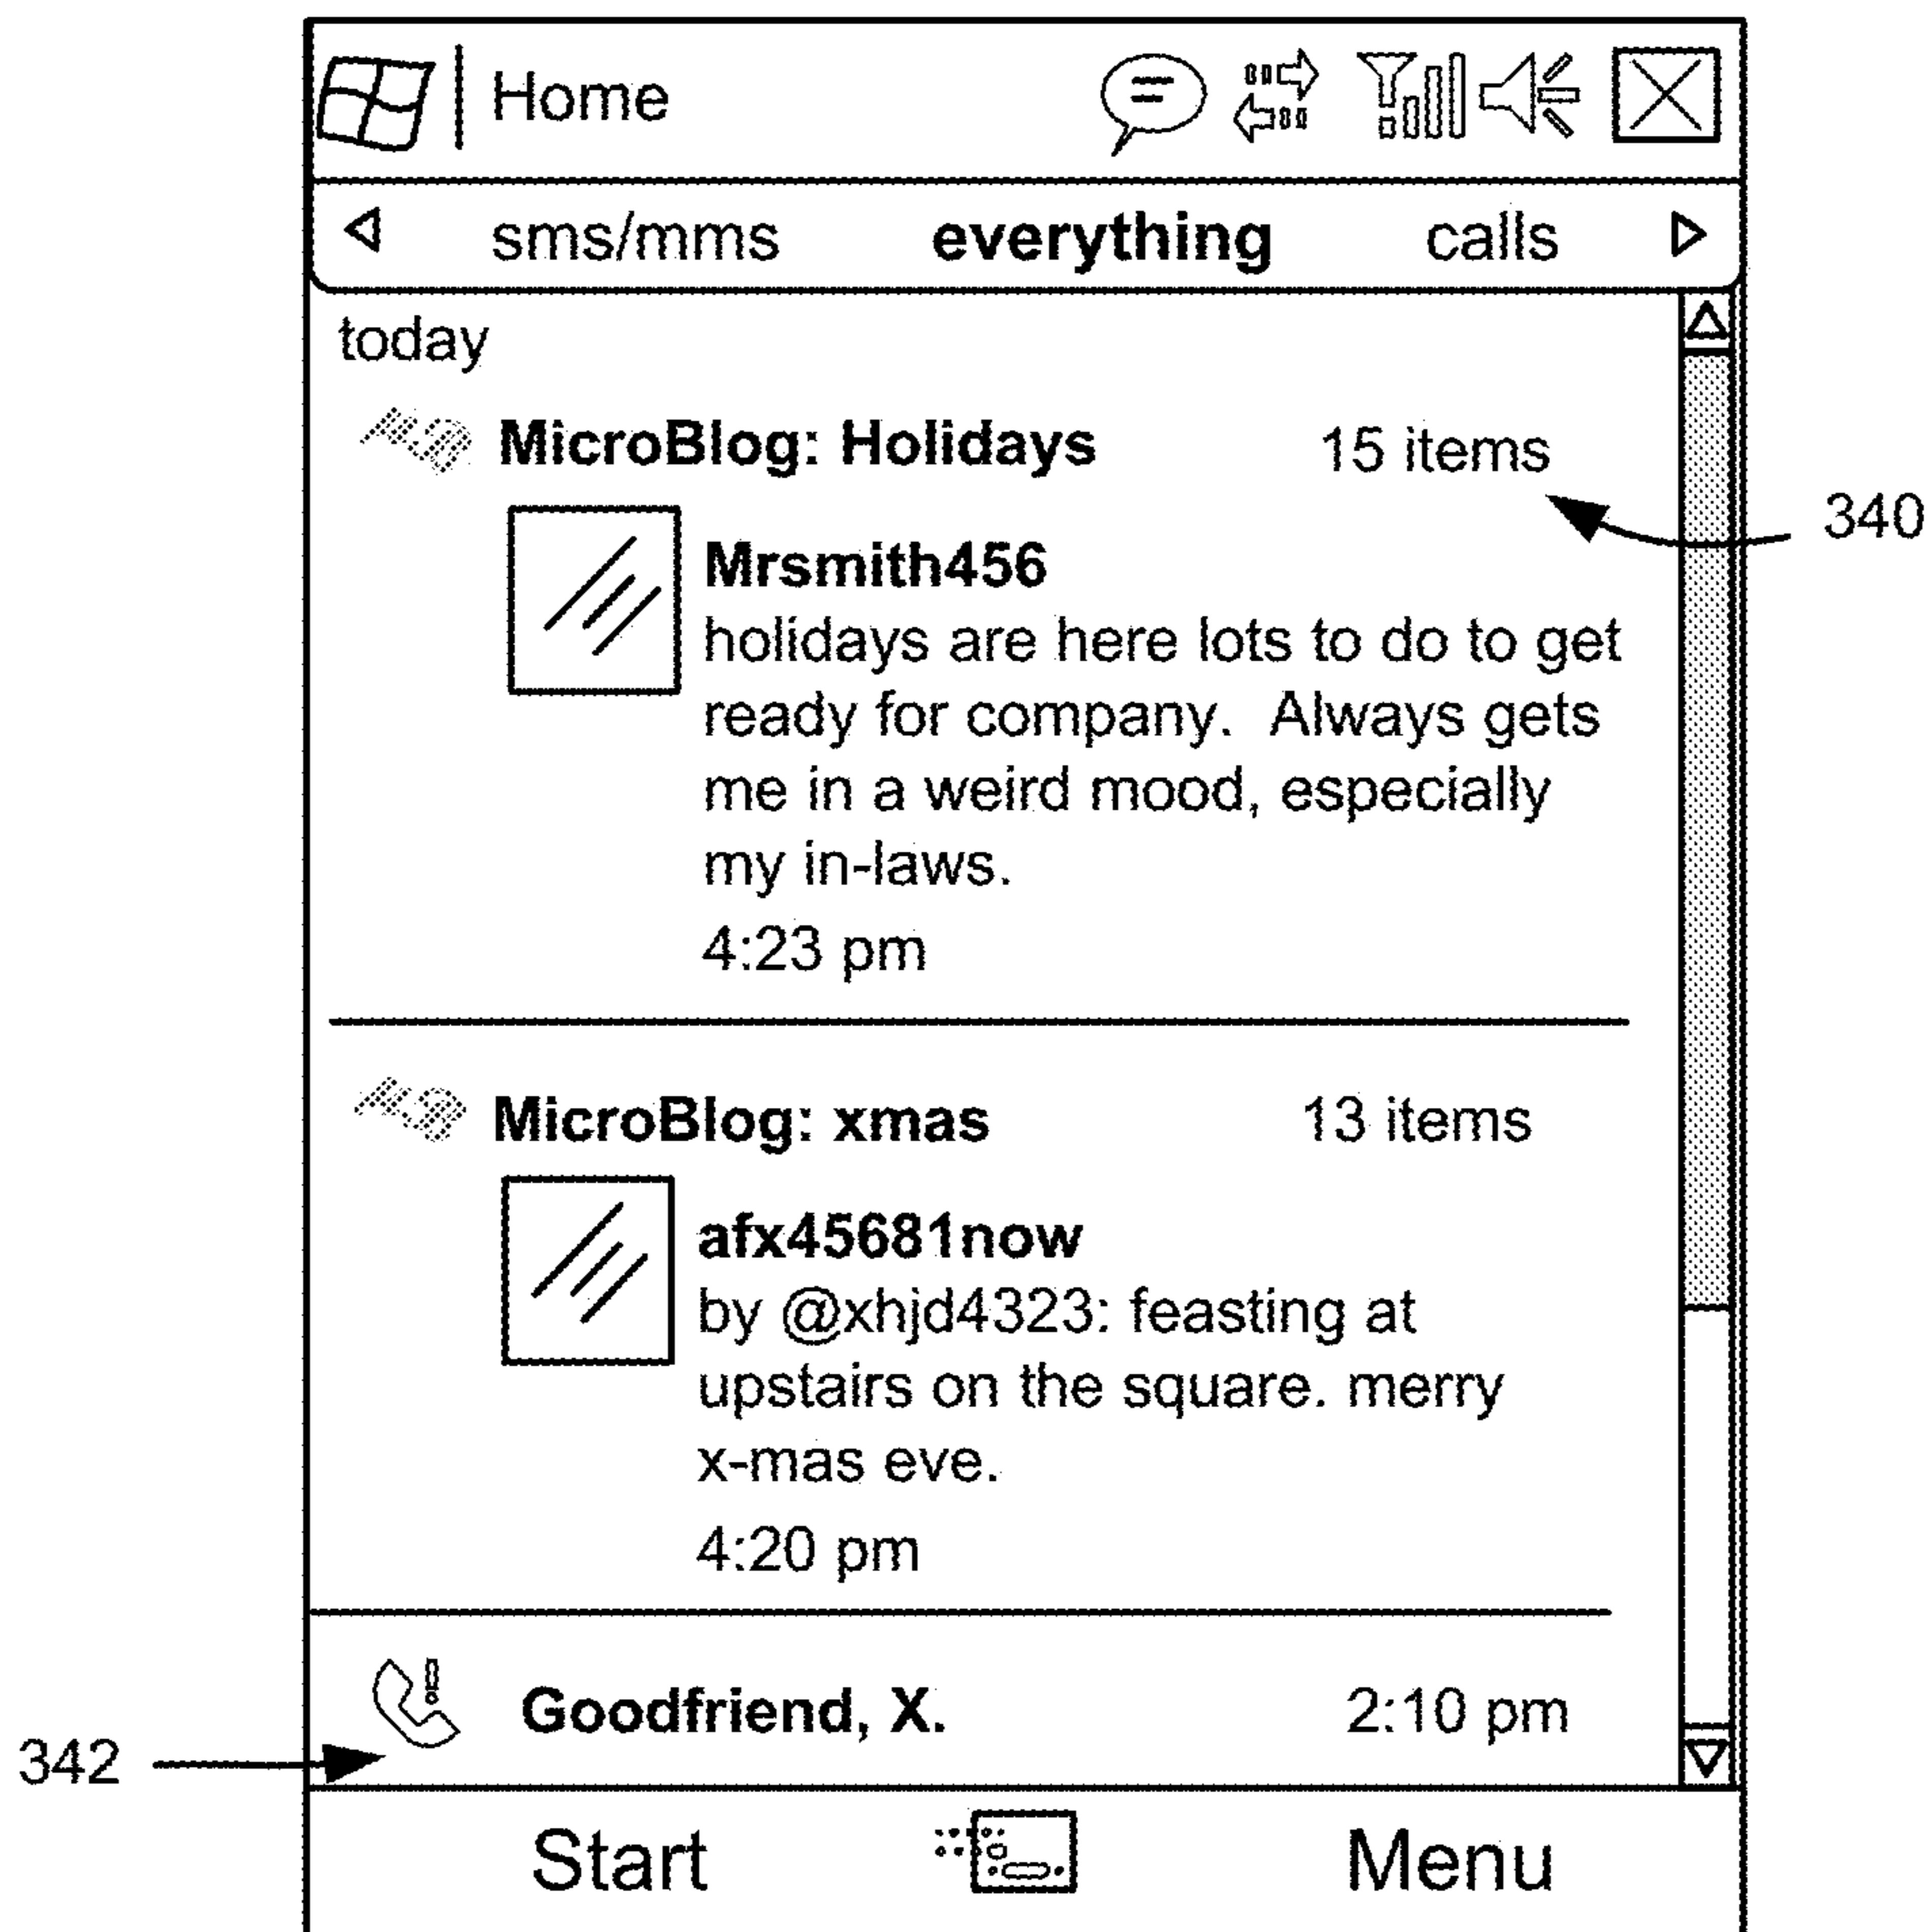 Home
sms/mms everything calls
today
MicroBlog: Holidays 15 items
340
Mrsmith456
holidays are here lots to do to get
ready for company. Always gets
me in a weird mood, especially
my in-laws.
4:23 pm
MicroBlog: xmas 13 items
afx45681now
by @xhjd4323: feasting at
upstairs on the square. merry
x-mas eve.
4:20 pm
Goodfriend, X. 2:10 pm
342
Start Menu